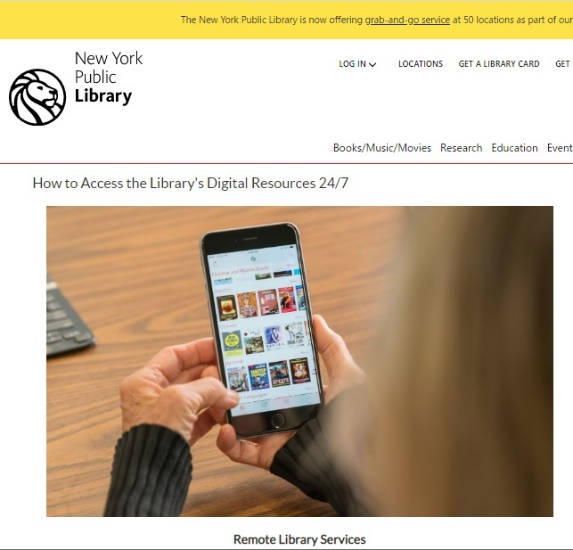 The New York Public Library is now offering grab-and-go service at 50 locations as part of our
New York
Public
Library
LOG IN
LOCATIONS
GET A LIBRARY CARD
GET
Books/Music/Movies
Research
Education
Event
How to Access the Library's Digital Resources 24/7
Remote Library Services